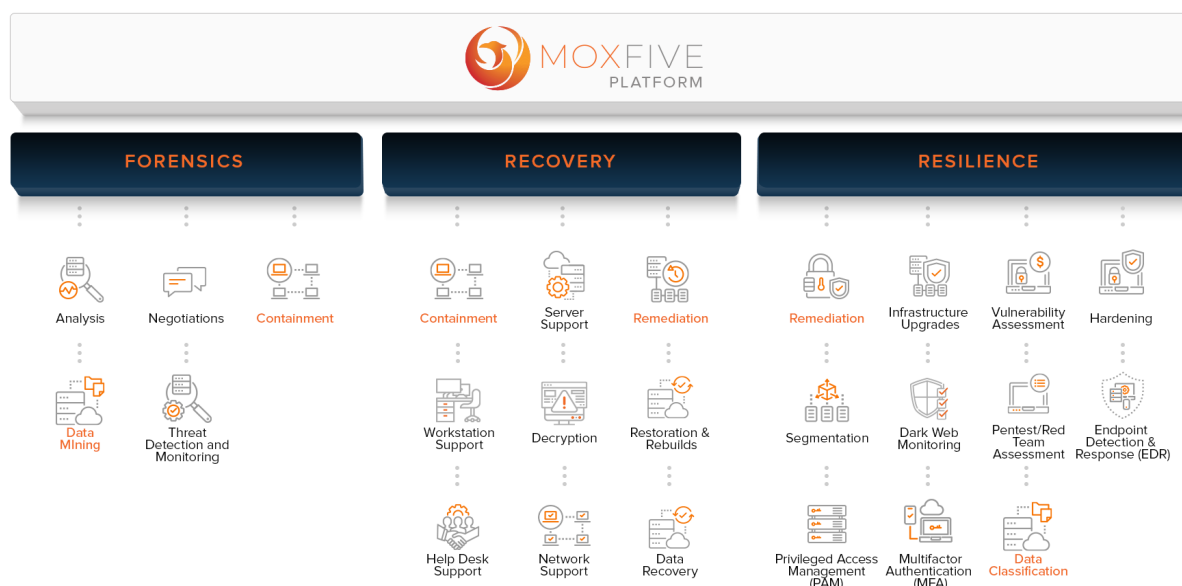 MOXFIVE
PLATFORM
FORENSICS
RECOVERY
RESILIENCE
Analysis
Negotiations
Containment
Containment
Server
Support
Remediation
Remediation
Infrastructure
Upgrades
Vulnerability
Assessment
Hardening
Data
MIning
Threat
Detection and
Monitoring
Workstation
Support
Decryption
Restoration &
Rebuilds
Segmentation
Dark Web
Monitoring
Pentest/Red
Team
Assessment
Endpoint
Detection &
Response (EDR)
Help Desk
Support
Network
Support
Data
Recovery
Privileged Access
Management
(PAM)
Multifactor
Authentication
(MFA)
Data
Classification